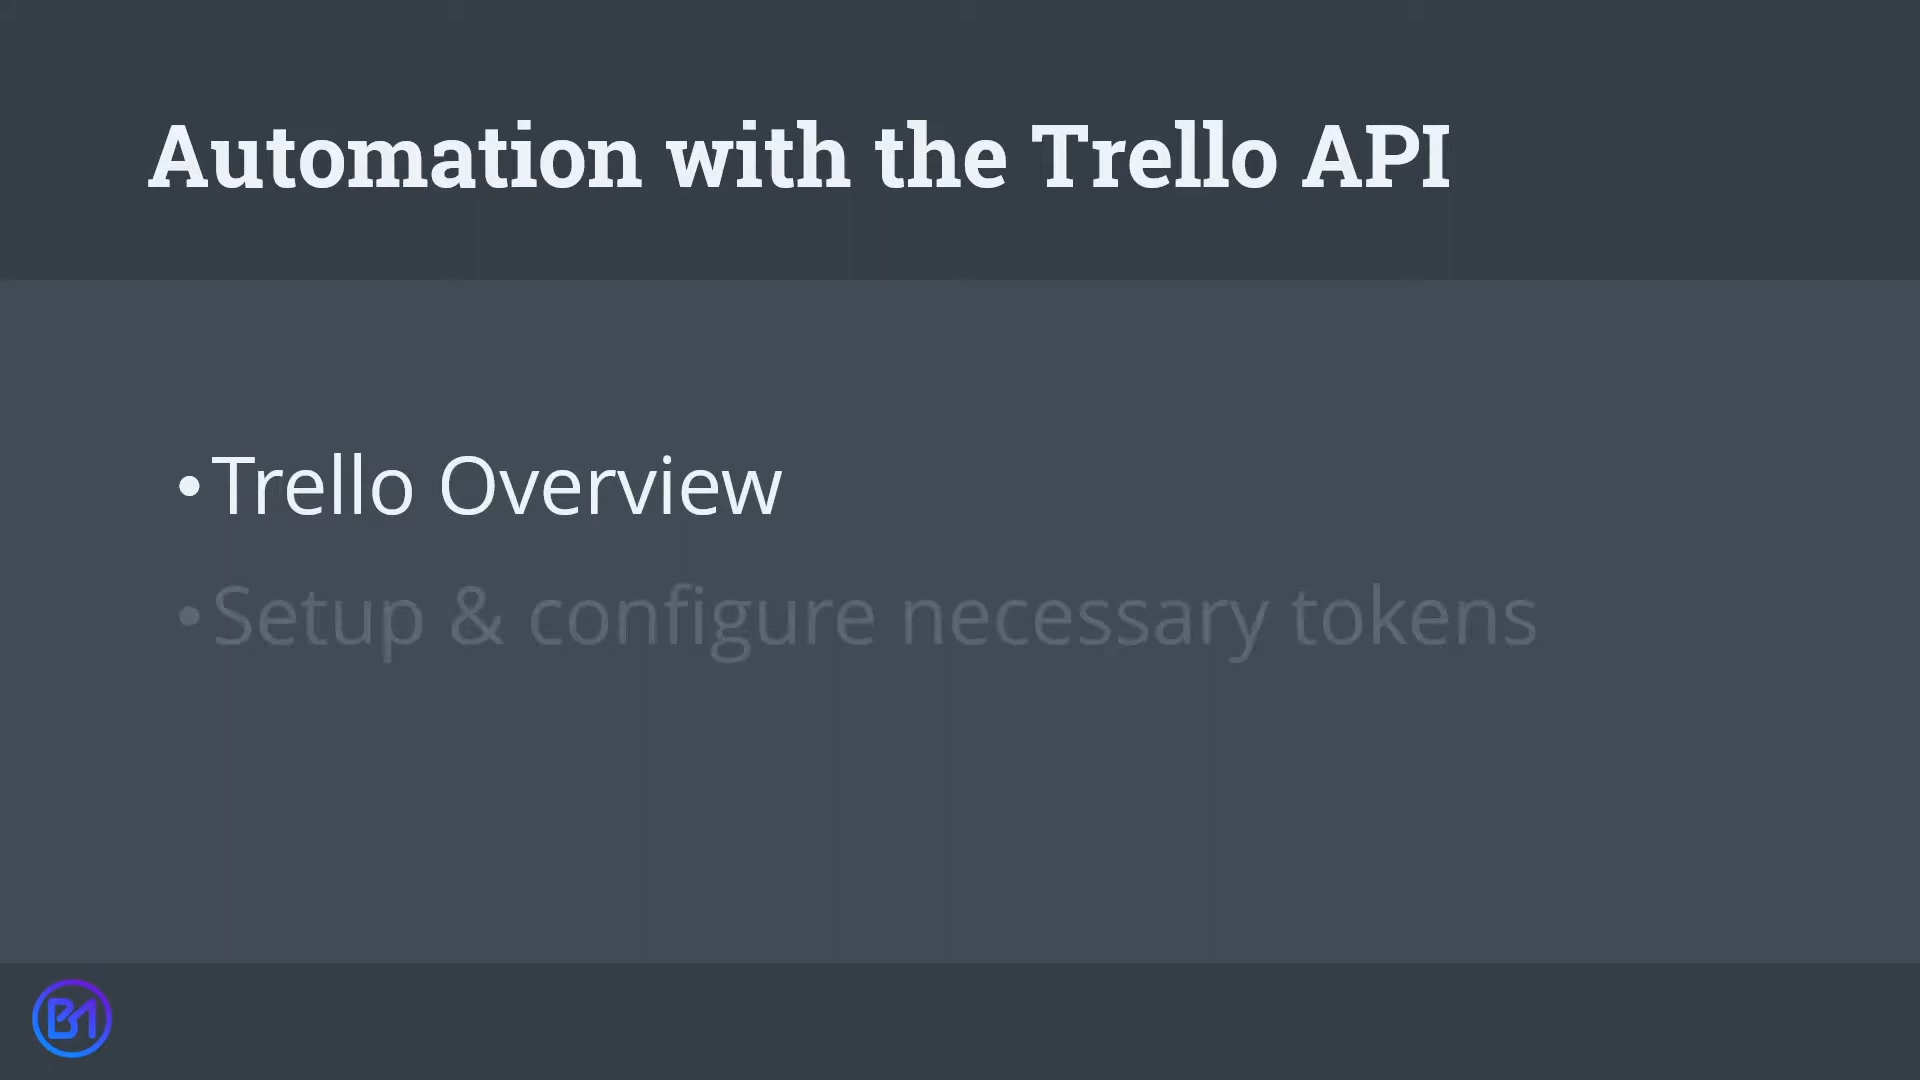 Automation with the Trello API
• Trello Overview
• Setup & configure necessary tokens